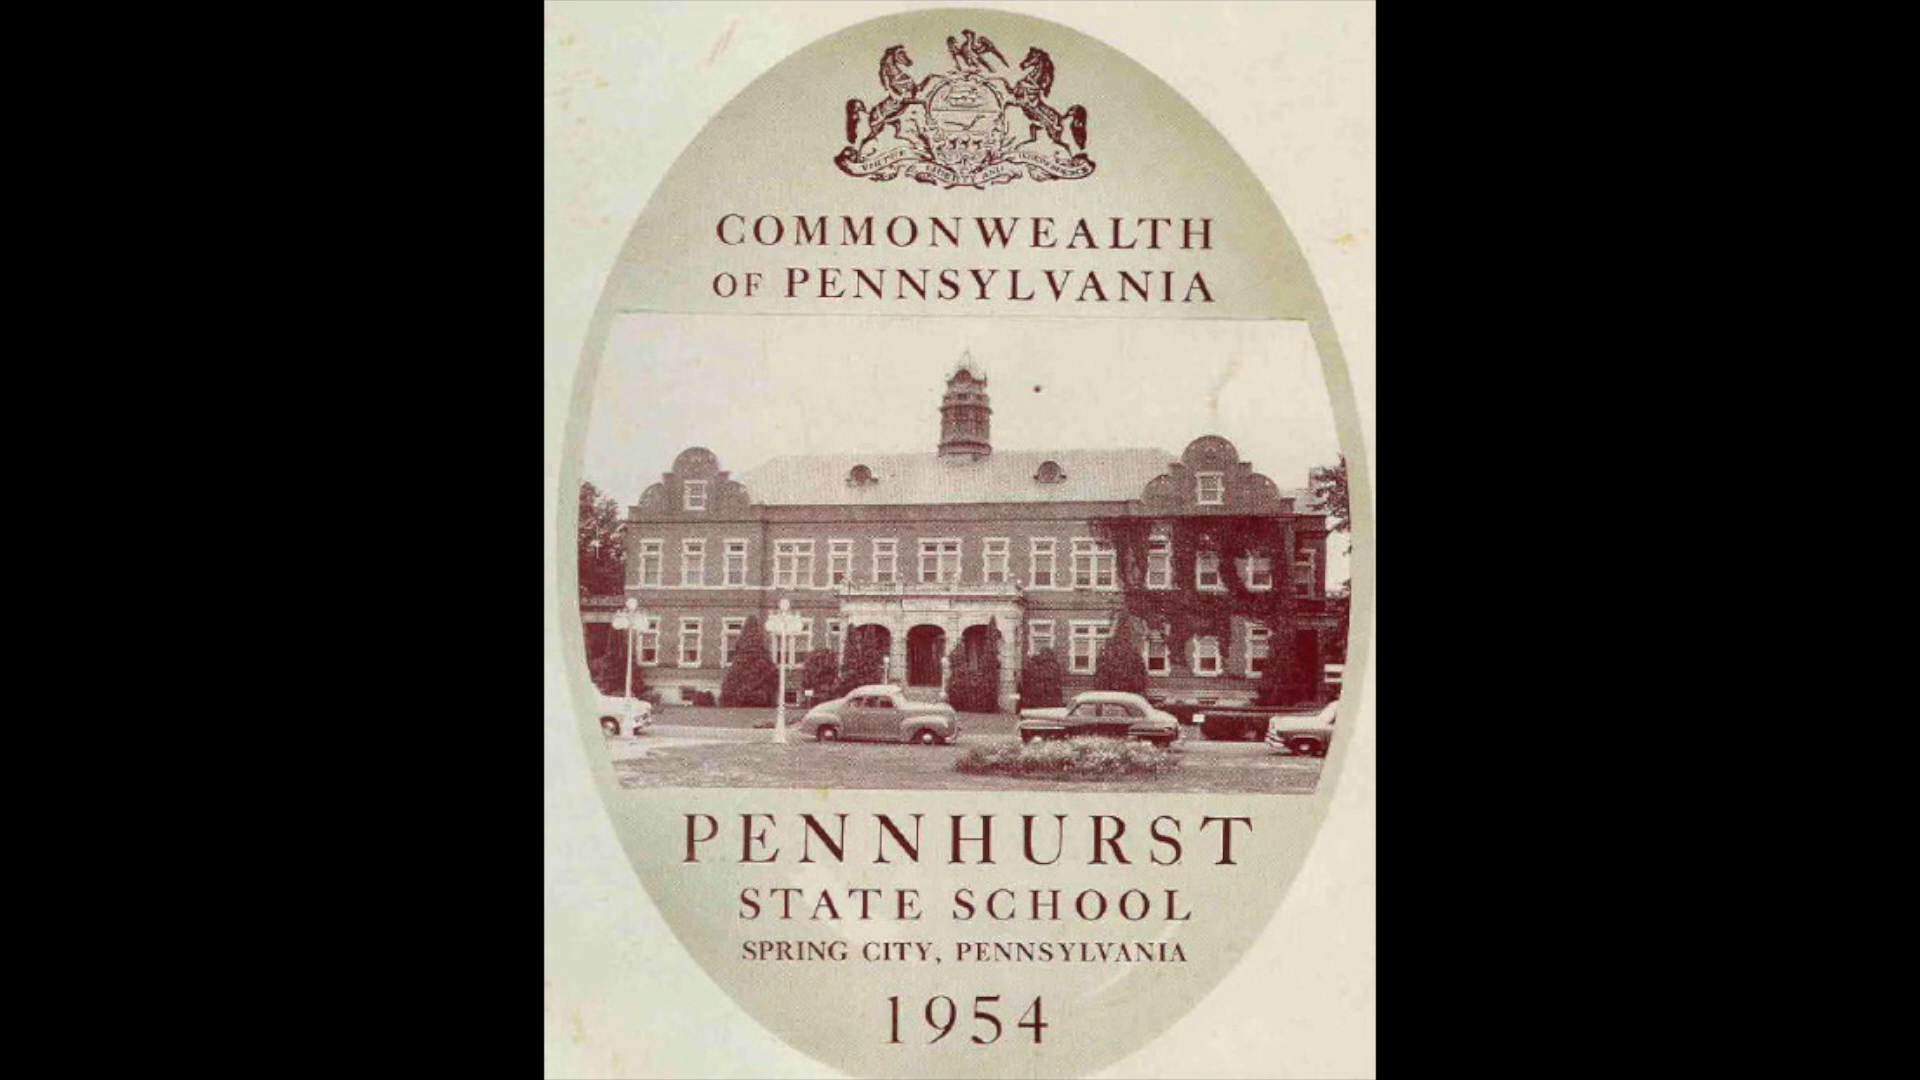 COMMONWEALTH
OF PENNSYLVANIA
PENNHURST
STATE SCHOOL
SPRING CITY, PENNSYLVANIA
1954